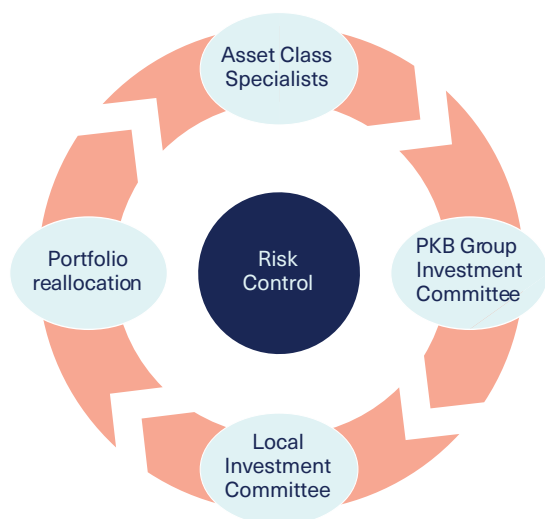 Asset Class
Specialists
PKB Group
Investment
Committee
Risk
Control
Portfolio
reallocation
Local
Investment
Committee